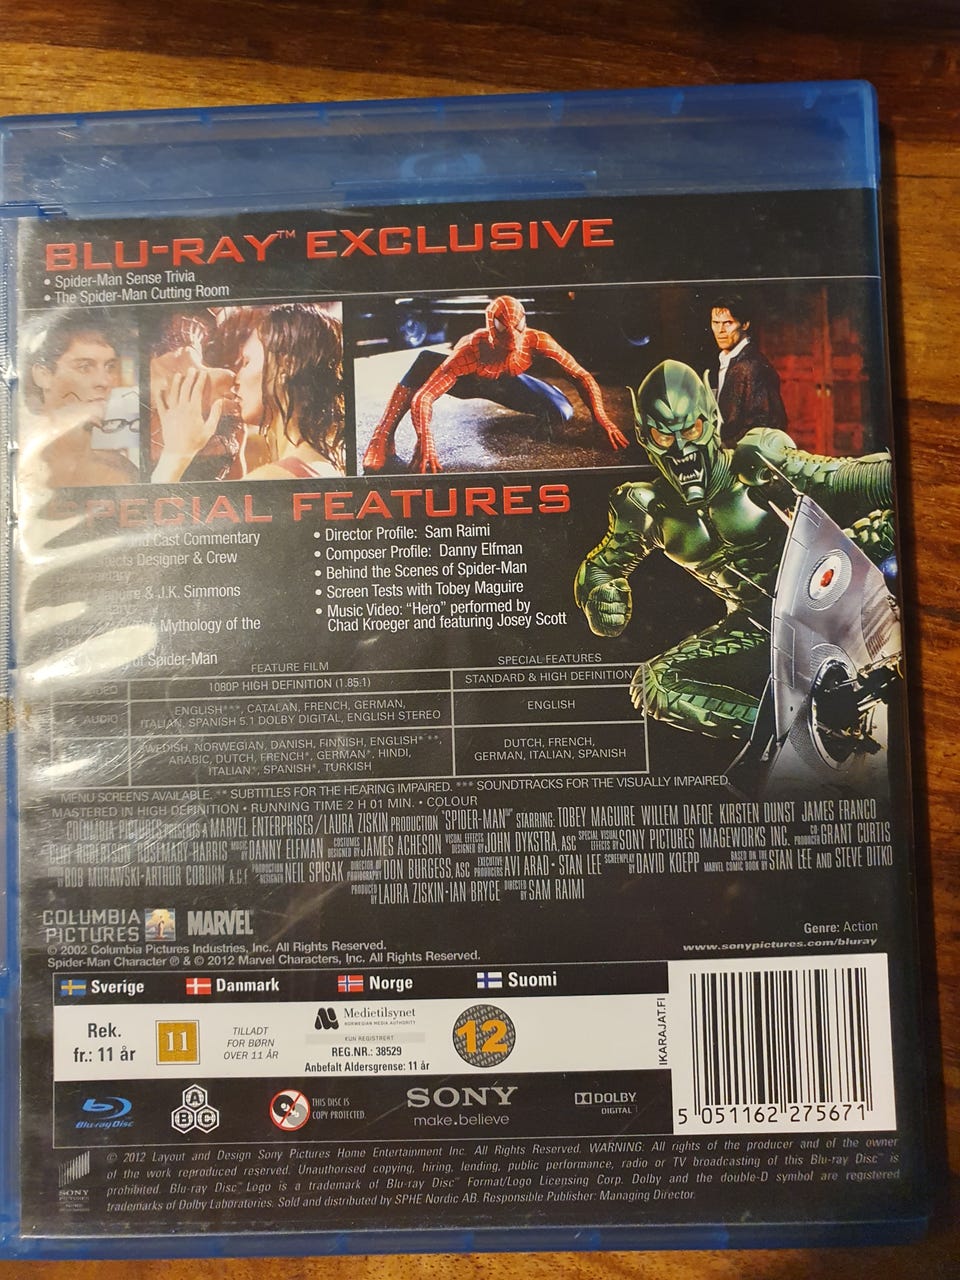 BLU-RAY™ EXCLUSIVE
• Spider-Man Sense Trivia
• The Spider-Man Cutting Room
SPECIAL FEATURES
Cast Commentary
Designer & Crew
& J.K. Simmons
Mythology of the
of Spider-Man
• Director Profile: Sam Raimi
• Composer Profile: Danny Elfman
• Behind the Scenes of Spider-Man
• Screen Tests with Tobey Maguire
• Music Video: “Hero” performed by
Chad Kroeger and featuring Josey Scott
FEATURE FILM
SPECIAL FEATURES
VIDEO
1080P HIGH DEFINITION (1.85:1)
STANDARD & HIGH DEFINITION
AUDIO
ENGLISH***, CATALAN, FRENCH, GERMAN,
ITALIAN, SPANISH 5.1 DOLBY DIGITAL, ENGLISH STEREO
ENGLISH
SWEDISH, NORWEGIAN, DANISH, FINNISH, ENGLISH* **,
ARABIC, DUTCH, FRENCH*, GERMAN*, HINDI,
ITALIAN*, SPANISH*, TURKISH
DUTCH, FRENCH,
GERMAN, ITALIAN, SPANISH
* MENU SCREENS AVAILABLE. ** SUBTITLES FOR THE HEARING IMPAIRED. *** SOUNDTRACKS FOR THE VISUALLY IMPAIRED.
MASTERED IN HIGH DEFINITION • RUNNING TIME 2 H 01 MIN. • COLOUR
COLUMBIA PICTURES PRESENTS A MARVEL ENTERPRISES/LAURA ZISKIN PRODUCTION "SPIDER-MAN" STARRING TOBEY MAGUIRE WILLEM DAFOE KIRSTEN DUNST JAMES FRANCO
CLIFF ROBERTSON ROSEMARY HARRIS MUSIC BY DANNY ELFMAN COSTUMES DESIGNED BY JAMES ACHESON VISUAL EFFECTS DESIGNED BY JOHN DYKSTRA, ASC SPECIAL VISUAL EFFECTS BY SONY PICTURES IMAGEWORKS INC. CO-PRODUCER GRANT CURTIS
BOB MURAWSKI · ARTHUR COBURN A.C.E. PRODUCTION DESIGNER NEIL SPISAK DIRECTOR OF PHOTOGRAPHY DON BURGESS, ASC EXECUTIVE PRODUCERS AVI ARAD · STAN LEE SCREENPLAY BY DAVID KOEPP BASED ON THE MARVEL COMIC BOOK BY STAN LEE AND STEVE DITKO
PRODUCED BY LAURA ZISKIN · IAN BRYCE DIRECTED BY SAM RAIMI
COLUMBIA
PICTURES
MARVEL
Genre: Action
www.sonypictures.com/bluray
© 2002 Columbia Pictures Industries, Inc. All Rights Reserved.
Spider-Man Character ® & © 2012 Marvel Characters, Inc. All Rights Reserved.
Sverige
Danmark
Norge
Suomi
Rek.
fr.: 11 år
11
TILLADT
FOR BØRN
OVER 11 ÅR
Medietilsynet
NORWEGIAN MEDIA AUTHORITY
KUN REGISTRERT
REG.NR.: 38529
Anbefalt Aldersgrense: 11 år
12
IKARAJAT.FI
5 051162 275671
Blu-ray Disc
A
B C
THIS DISC IS
COPY PROTECTED.
SONY
make.believe
DOLBY
DIGITAL
SONY
PICTURES
© 2012 Layout and Design Sony Pictures Home Entertainment Inc. All Rights Reserved. WARNING: All rights of the producer and of the owner
of the work reproduced reserved. Unauthorised copying, hiring, lending, public performance, radio or TV broadcasting of this Blu-ray Disc™ is
prohibited. Blu-ray Disc™ Logo is a trademark of Blu-ray Disc™ Format/Logo Licensing Corp. Dolby and the double-D symbol are registered
trademarks of Dolby Laboratories. Sold and distributed by SPHE Nordic AB. Responsible Publisher: Managing Director.